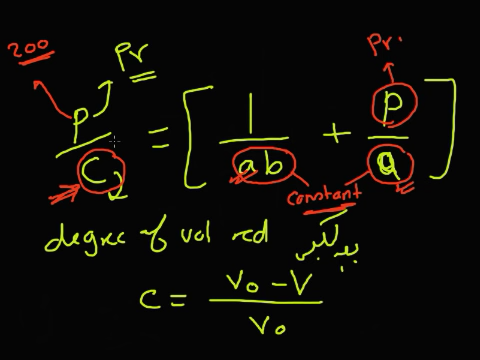 200 Pr Pr.
P/C = [ 1/ab + P/a ]
Constant
degree of vol red
C = (V₀ - V)/V₀